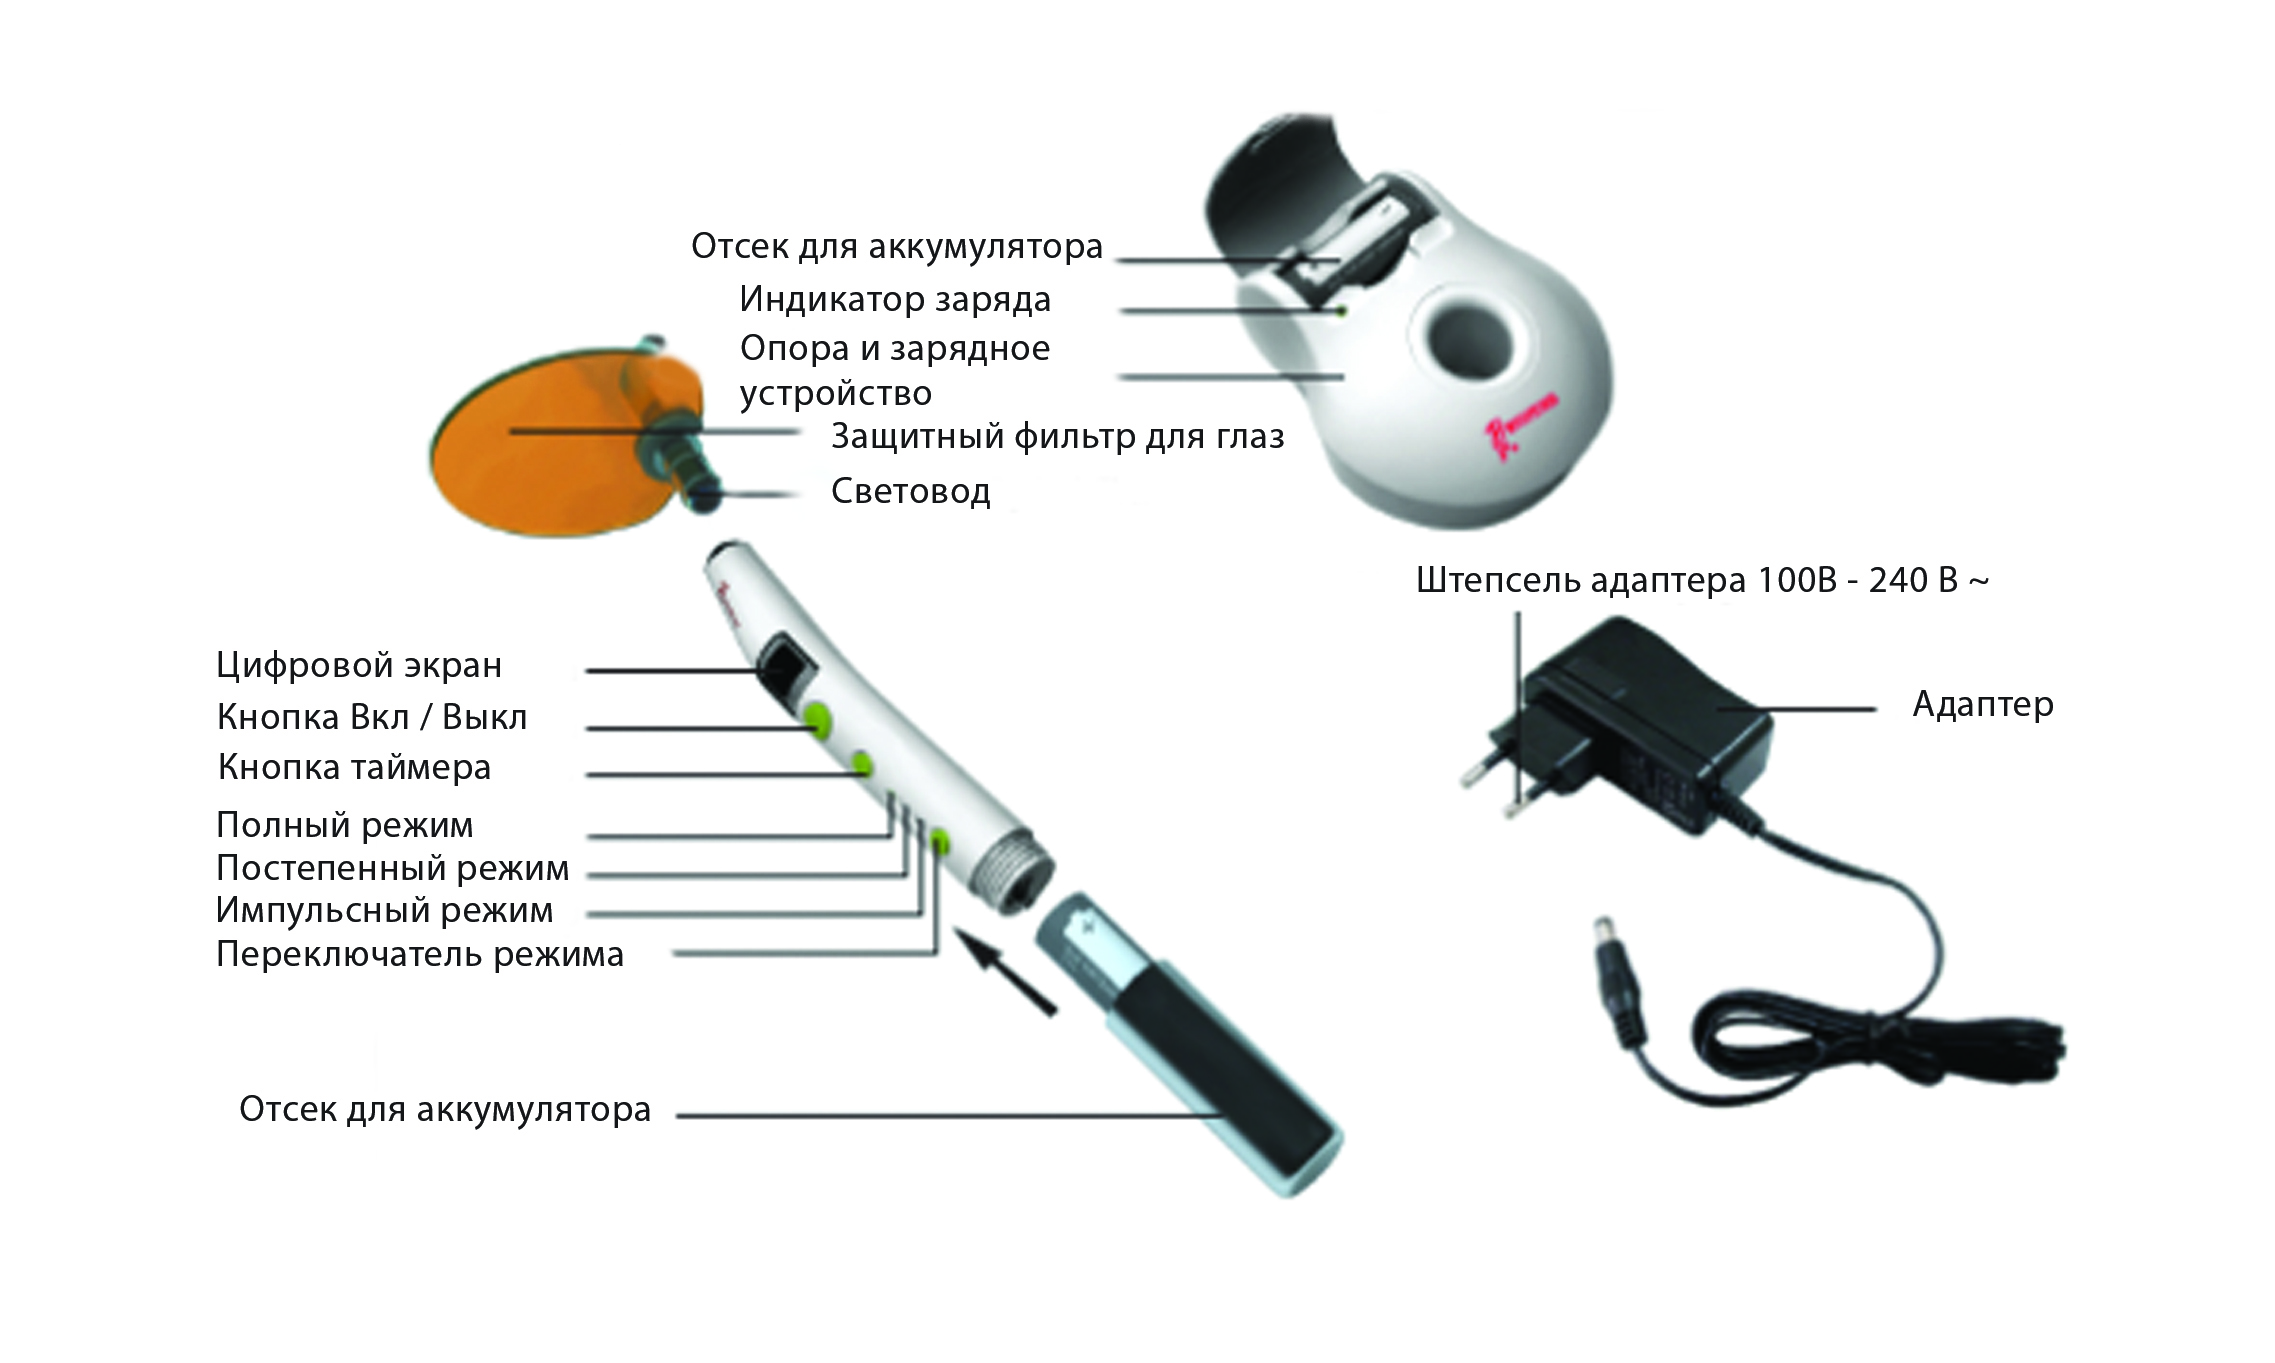 Отсек для аккумулятора
Индикатор заряда
Опора и зарядное
устройство
Защитный фильтр для глаз
Световод
Штепсель адаптера 100В - 240 В ~
Адаптер
Цифровой экран
Кнопка Вкл / Выкл
Кнопка таймера
Полный режим
Постепенный режим
Импульсный режим
Переключатель режима
Отсек для аккумулятора